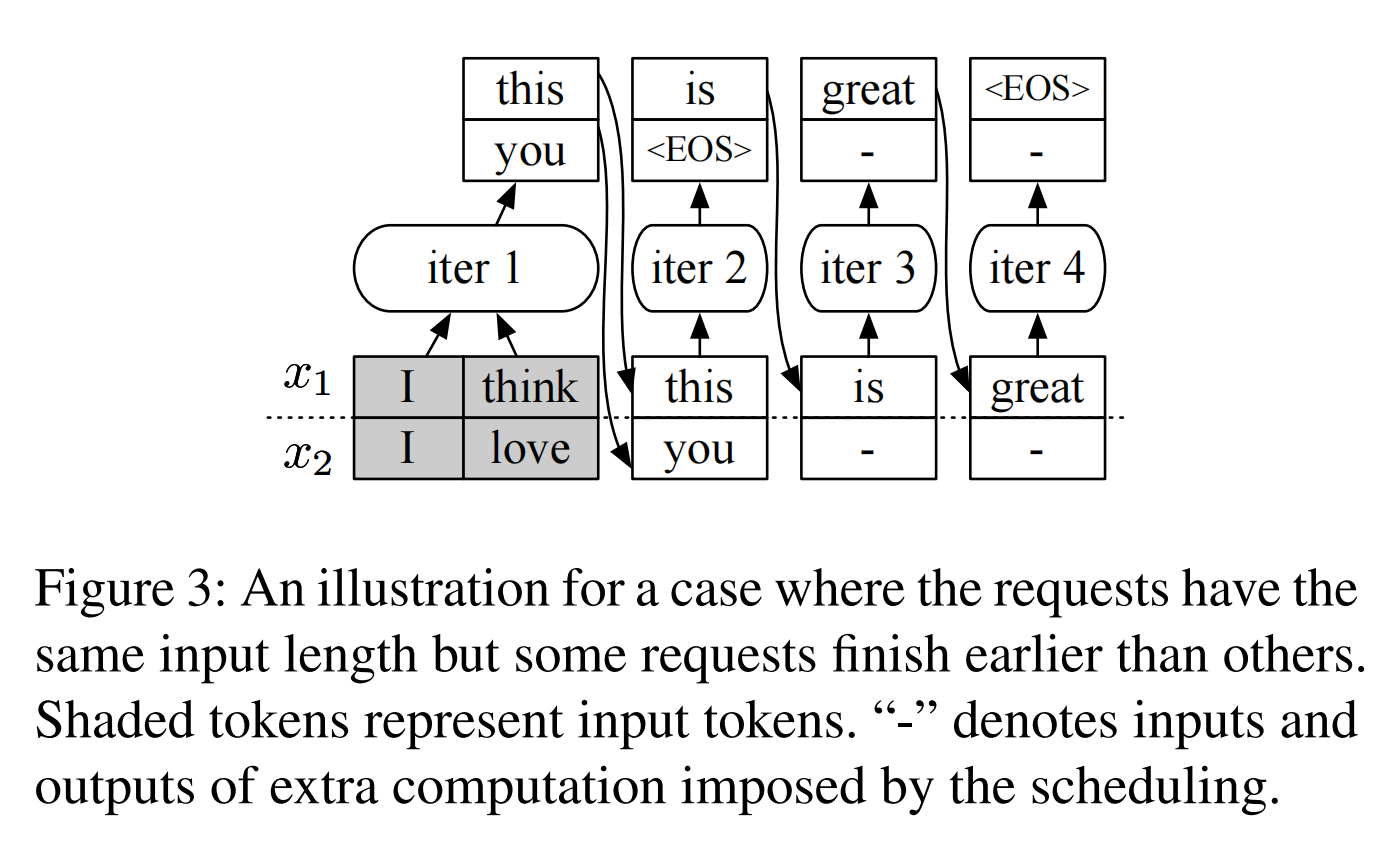 this is great <EOS>
you <EOS> - -
iter 1 iter 2 iter 3 iter 4
x₁ I think this is great
x₂ I love you - -
Figure 3: An illustration for a case where the requests have the
same input length but some requests finish earlier than others.
Shaded tokens represent input tokens. “-” denotes inputs and
outputs of extra computation imposed by the scheduling.